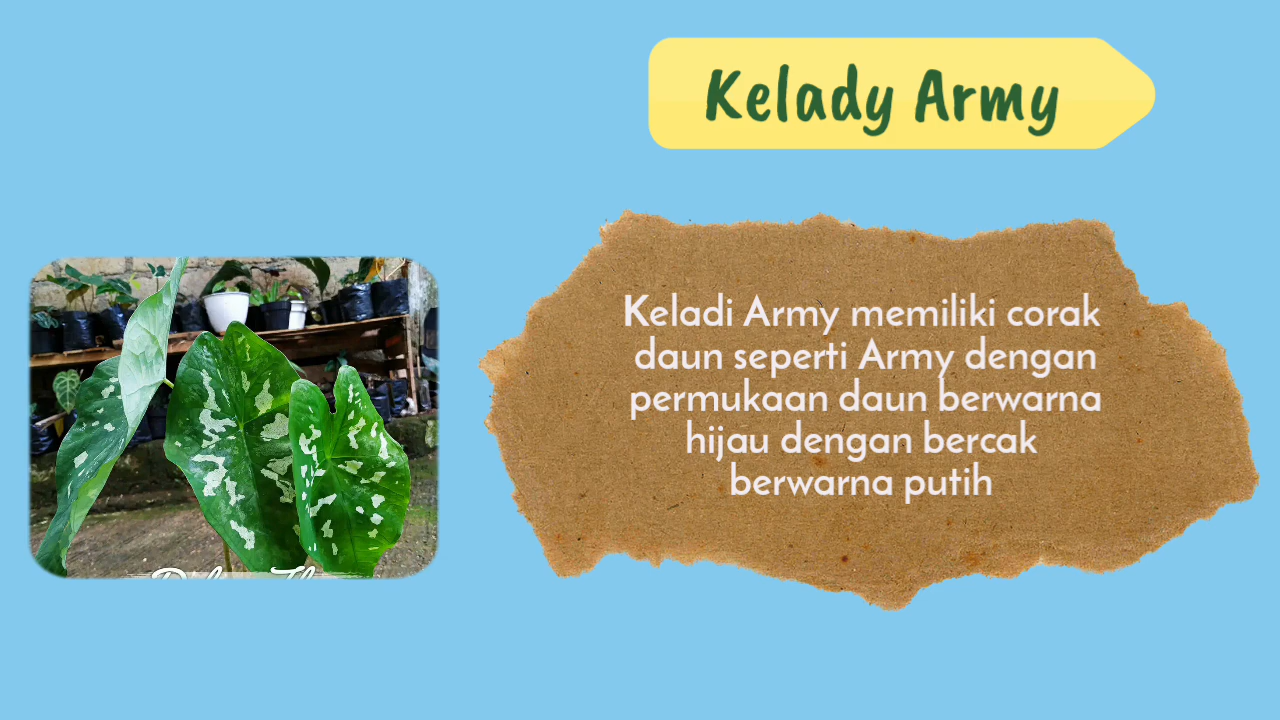 Kelady Army
Keladi Army memiliki corak
daun seperti Army dengan
permukaan daun berwarna
hijau dengan bercak
berwarna putih